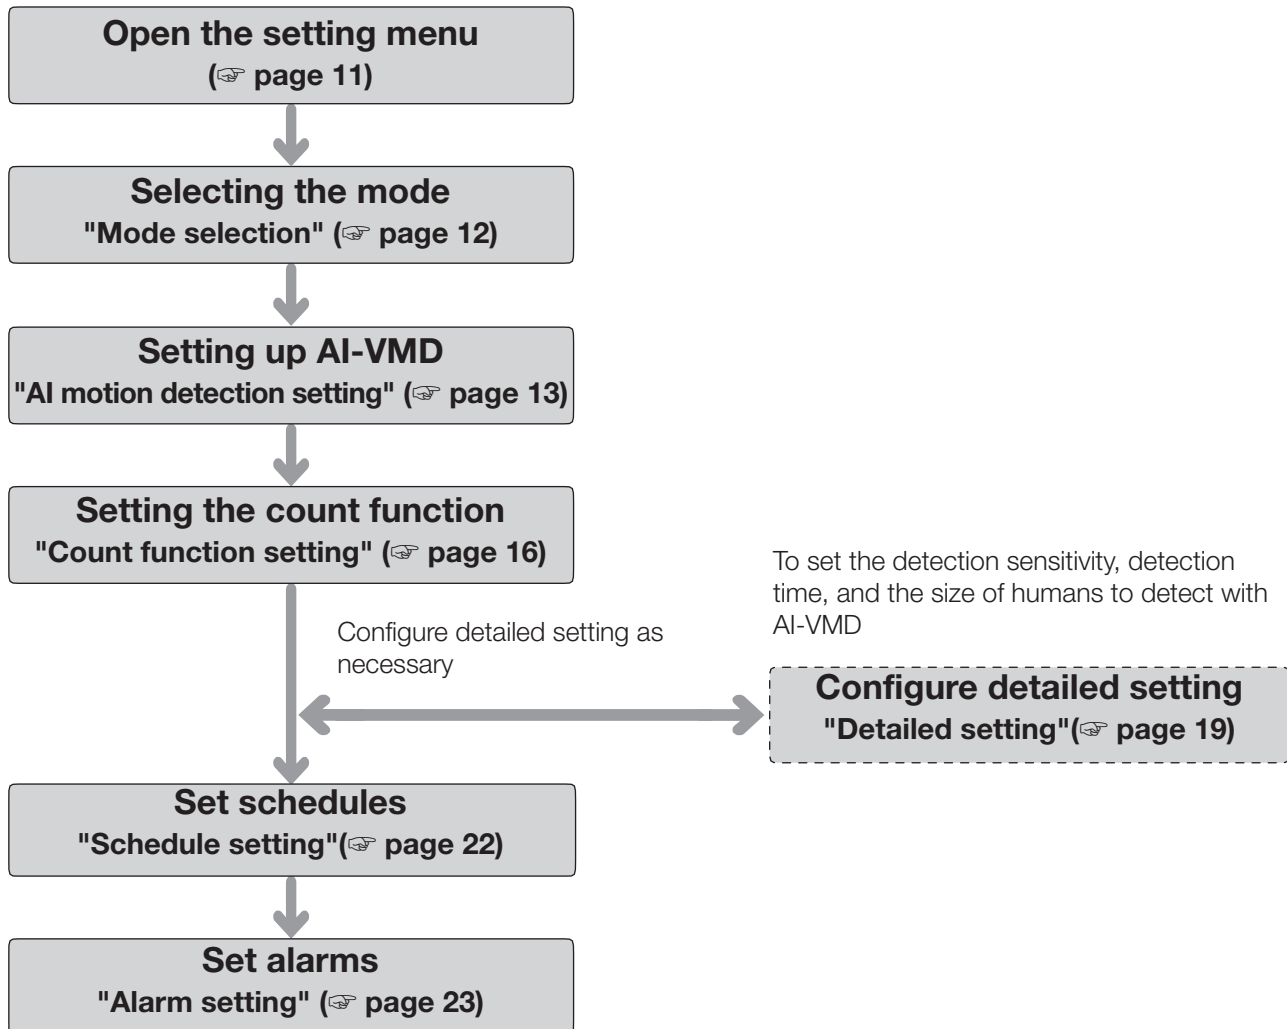 Open the setting menu
(☞ page 11)
Selecting the mode
"Mode selection" (☞ page 12)
Setting up AI-VMD
"AI motion detection setting" (☞ page 13)
Setting the count function
"Count function setting" (☞ page 16)
Configure detailed setting as
necessary
To set the detection sensitivity, detection
time, and the size of humans to detect with
AI-VMD
Configure detailed setting
"Detailed setting"(☞ page 19)
Set schedules
"Schedule setting"(☞ page 22)
Set alarms
"Alarm setting" (☞ page 23)